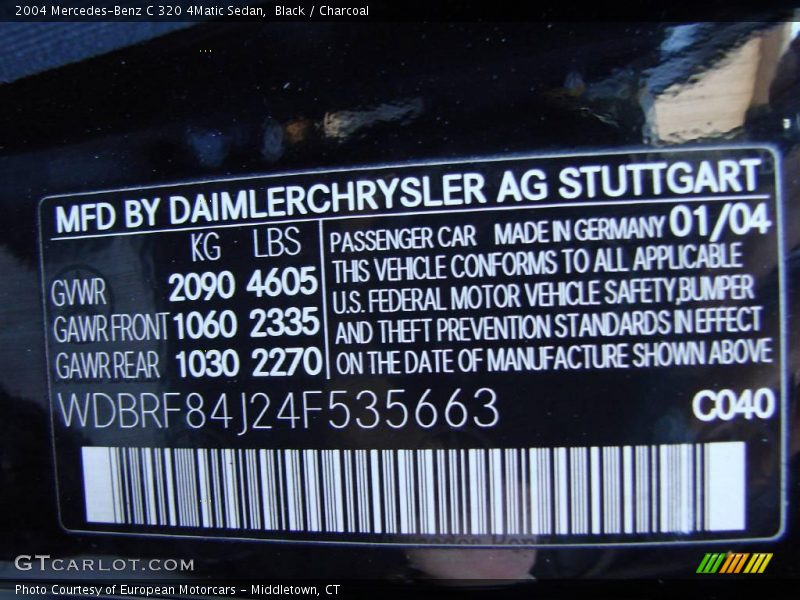 2004 Mercedes-Benz C 320 4Matic Sedan, Black / Charcoal
MFD BY DAIMLERCHRYSLER AG STUTTGART
KG LBS
GVWR 2090 4605
GAWR FRONT 1060 2335
GAWR REAR 1030 2270
PASSENGER CAR MADE IN GERMANY 01/04
THIS VEHICLE CONFORMS TO ALL APPLICABLE
U.S. FEDERAL MOTOR VEHICLE SAFETY,BUMPER
AND THEFT PREVENTION STANDARDS IN EFFECT
ON THE DATE OF MANUFACTURE SHOWN ABOVE
WDBRF84J24F535663 C040
GTCARLOT.COM
Photo Courtesy of European Motorcars - Middletown, CT